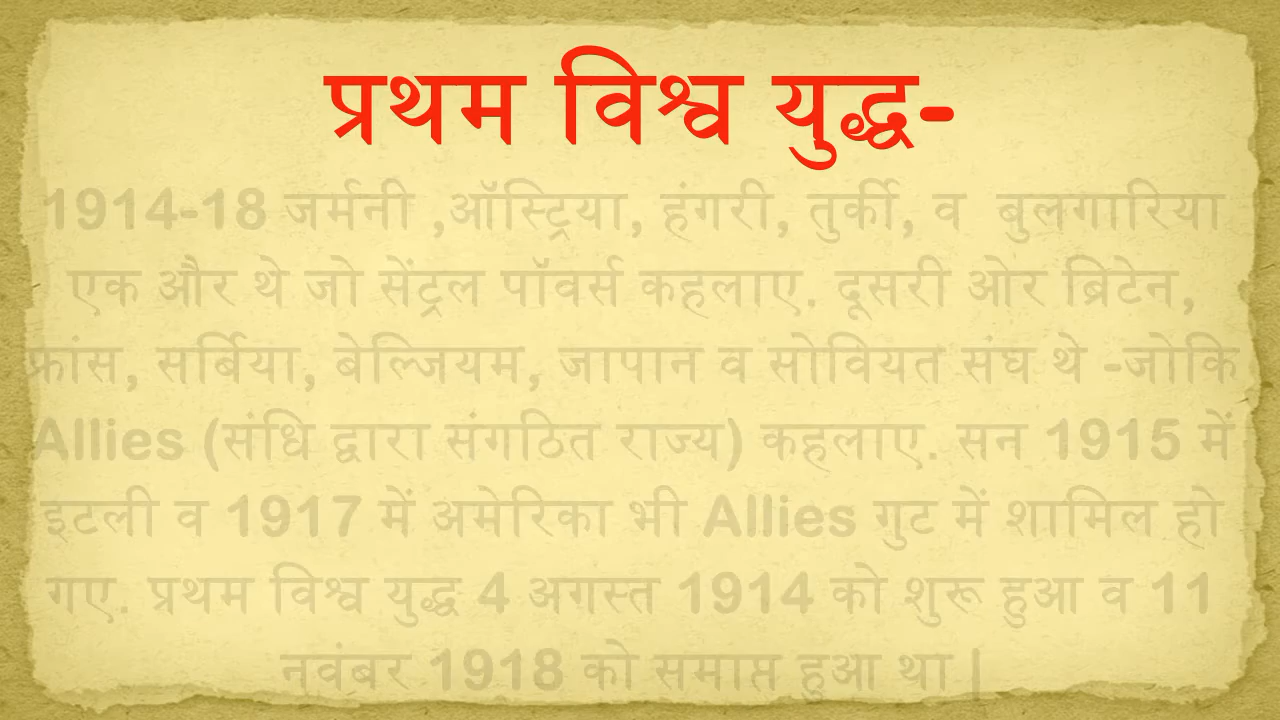 प्रथम विश्व युद्ध-
1914-18 जर्मनी ,ऑस्ट्रिया, हंगरी, तुर्की, व बुलगारिया
एक और थे जो सेंट्रल पॉवर्स कहलाए. दूसरी ओर ब्रिटेन,
फ्रांस, सर्बिया, बेल्जियम, जापान व सोवियत संघ थे -जोकि
Allies (संधि द्वारा संगठित राज्य) कहलाए. सन 1915 में
इटली व 1917 में अमेरिका भी Allies गुट में शामिल हो
गए. प्रथम विश्व युद्ध 4 अगस्त 1914 को शुरू हुआ व 11
नवंबर 1918 को समाप्त हुआ था |